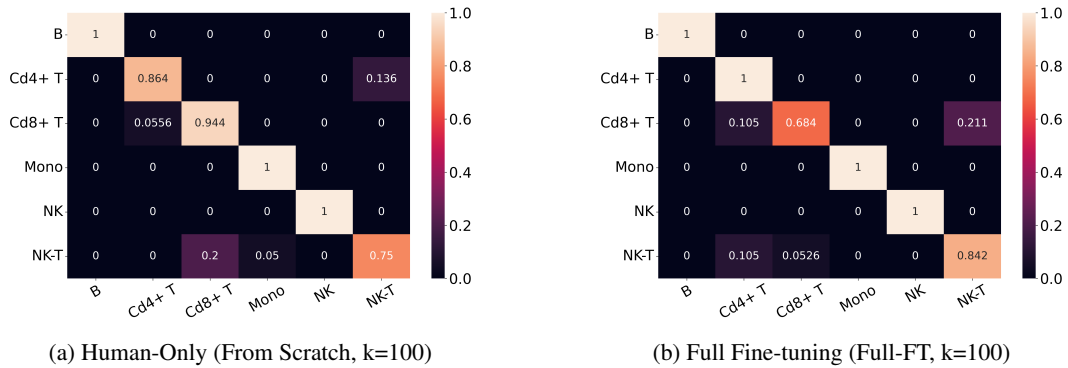 B 1 0 0 0 0 0
Cd4+ T 0 0.864 0 0 0 0.136
Cd8+ T 0 0.0556 0.944 0 0 0
Mono 0 0 0 1 0 0
NK 0 0 0 0 1 0
NK-T 0 0 0.2 0.05 0 0.75
B Cd4+ T Cd8+ T Mono NK NK-T
1.0
0.8
0.6
0.4
0.2
0.0
(a) Human-Only (From Scratch, k=100)
B 1 0 0 0 0 0
Cd4+ T 0 1 0 0 0 0
Cd8+ T 0 0.105 0.684 0 0 0.211
Mono 0 0 0 1 0 0
NK 0 0 0 0 1 0
NK-T 0 0.105 0.0526 0 0 0.842
B Cd4+ T Cd8+ T Mono NK NK-T
1.0
0.8
0.6
0.4
0.2
0.0
(b) Full Fine-tuning (Full-FT, k=100)